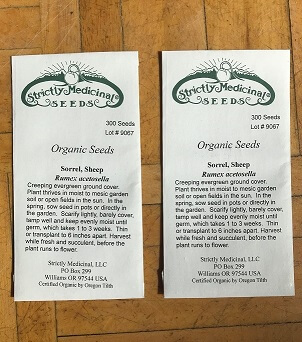 Strictly Medicinal®
SEEDS
300 Seeds
Lot # 9067
Organic Seeds
Sorrel, Sheep
Rumex acetosella
Creeping evergreen ground cover.
Plant thrives in moist to mesic garden
soil or open fields in the sun. In the
spring, sow seed in pots or directly in
the garden. Scarify lightly, barely cover,
tamp well and keep evenly moist until
germ, which takes 1 to 3 weeks. Thin
or transplant to 6 inches apart. Harvest
while fresh and succulent, before the
plant runs to flower.
Strictly Medicinal, LLC
PO Box 299
Williams OR 97544 USA
Certified Organic by Oregon Tilth
Strictly Medicinal®
SEEDS
300 Seeds
Lot # 9067
Organic Seeds
Sorrel, Sheep
Rumex acetosella
Creeping evergreen ground cover.
Plant thrives in moist to mesic garden
soil or open fields in the sun. In the
spring, sow seed in pots or directly in the
garden. Scarify lightly, barely cover,
tamp well and keep evenly moist until
germ, which takes 1 to 3 weeks. Thin
or transplant to 6 inches apart. Harvest
while fresh and succulent, before the
plant runs to flower.
Strictly Medicinal, LLC
PO Box 299
Williams OR 97544 USA
Certified Organic by Oregon Tilth